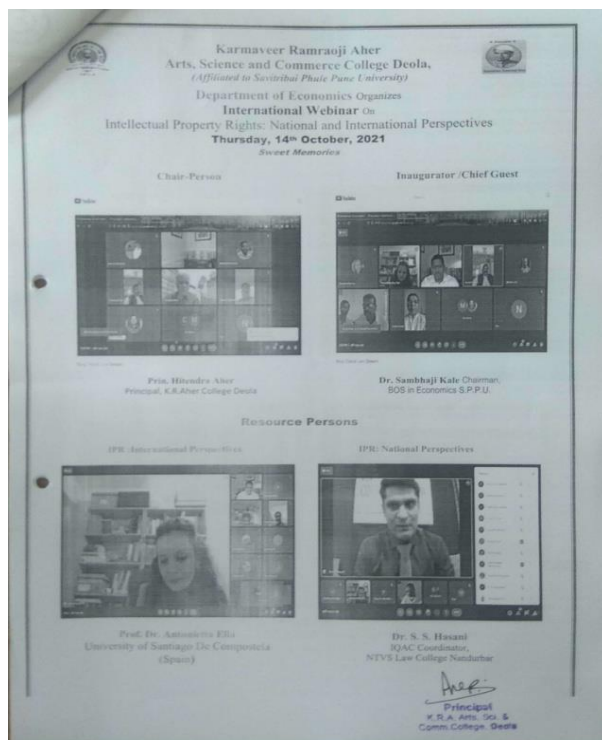 Karmaveer Ramraoji Aher
Arts, Science and Commerce College Deola,
(Affiliated to Savitribai Phule Pune University)
Department of Economics Organizes
International Webinar On
Intellectual Property Rights: National and International Perspectives
Thursday, 14th October, 2021
Sweet Memories
Chair-Person
Inaugurator /Chief Guest
Prin. Hitendra Aher
Principal, K.R.Aher College Deola
Dr. Sambhaji Kale Chairman,
BOS in Economics S.P.P.U.
Resource Persons
IPR :International Perspectives
IPR: National Perspectives
Prof. Dr. Antonietta Elia
University of Santiago De Compostela
(Spain)
Dr. S. S. Hasani
IQAC Coordinator,
NTVS Law College Nandurbar
Principal
K.R.A. Arts, Sci. &
Comm.College, Deola